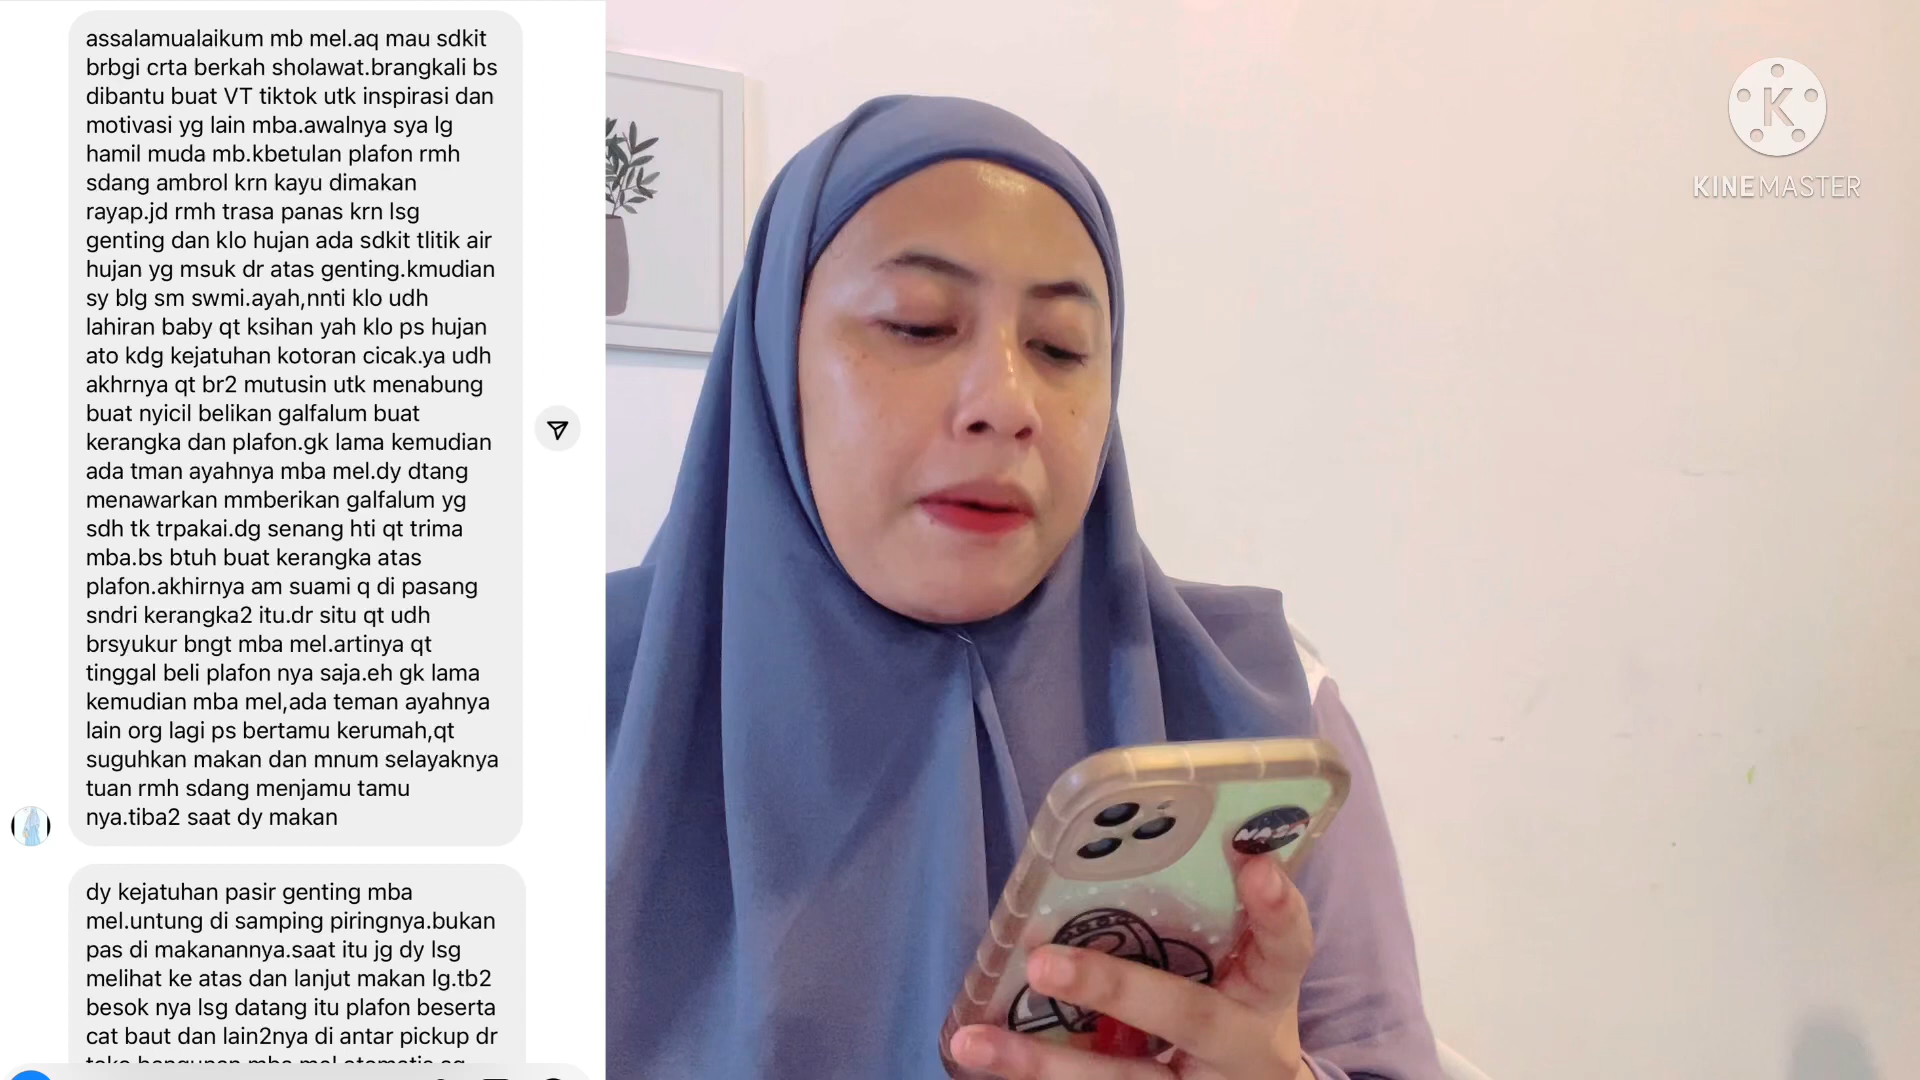 assalamualaikum mb mel.aq mau sdkit
brbgi crta berkah sholawat.brangkali bs
dibantu buat VT tiktok utk inspirasi dan
motivasi yg lain mba.awalnya sya lg
hamil muda mb.kbetulan plafon rmh
sdang ambrol krn kayu dimakan
rayap.jd rmh trasa panas krn lsg
genting dan klo hujan ada sdkit tlitik air
hujan yg msuk dr atas genting.kmudian
sy blg sm swmi.ayah,nnti klo udh
lahiran baby qt ksihan yah klo ps hujan
ato kdg kejatuhan kotoran cicak.ya udh
akhrnya qt br2 mutusin utk menabung
buat nyicil belikan galfalum buat
kerangka dan plafon.gk lama kemudian
ada tman ayahnya mba mel.dy dtang
menawarkan mmberikan galfalum yg
sdh tk trpakai.dg senang hti qt trima
mba.bs btuh buat kerangka atas
plafon.akhirnya am suami q di pasang
sndri kerangka2 itu.dr situ qt udh
brsyukur bngt mba mel.artinya qt
tinggal beli plafon nya saja.eh gk lama
kemudian mba mel,ada teman ayahnya
lain org lagi ps bertamu kerumah,qt
suguhkan makan dan mnum selayaknya
tuan rmh sdang menjamu tamu
nya.tiba2 saat dy makan
dy kejatuhan pasir genting mba
mel.untung di samping piringnya.bukan
pas di makanannya.saat itu jg dy lsg
melihat ke atas dan lanjut makan lg.tb2
besok nya lsg datang itu plafon beserta
cat baut dan lain2nya di antar pickup dr
K
KINEMASTER
NASA